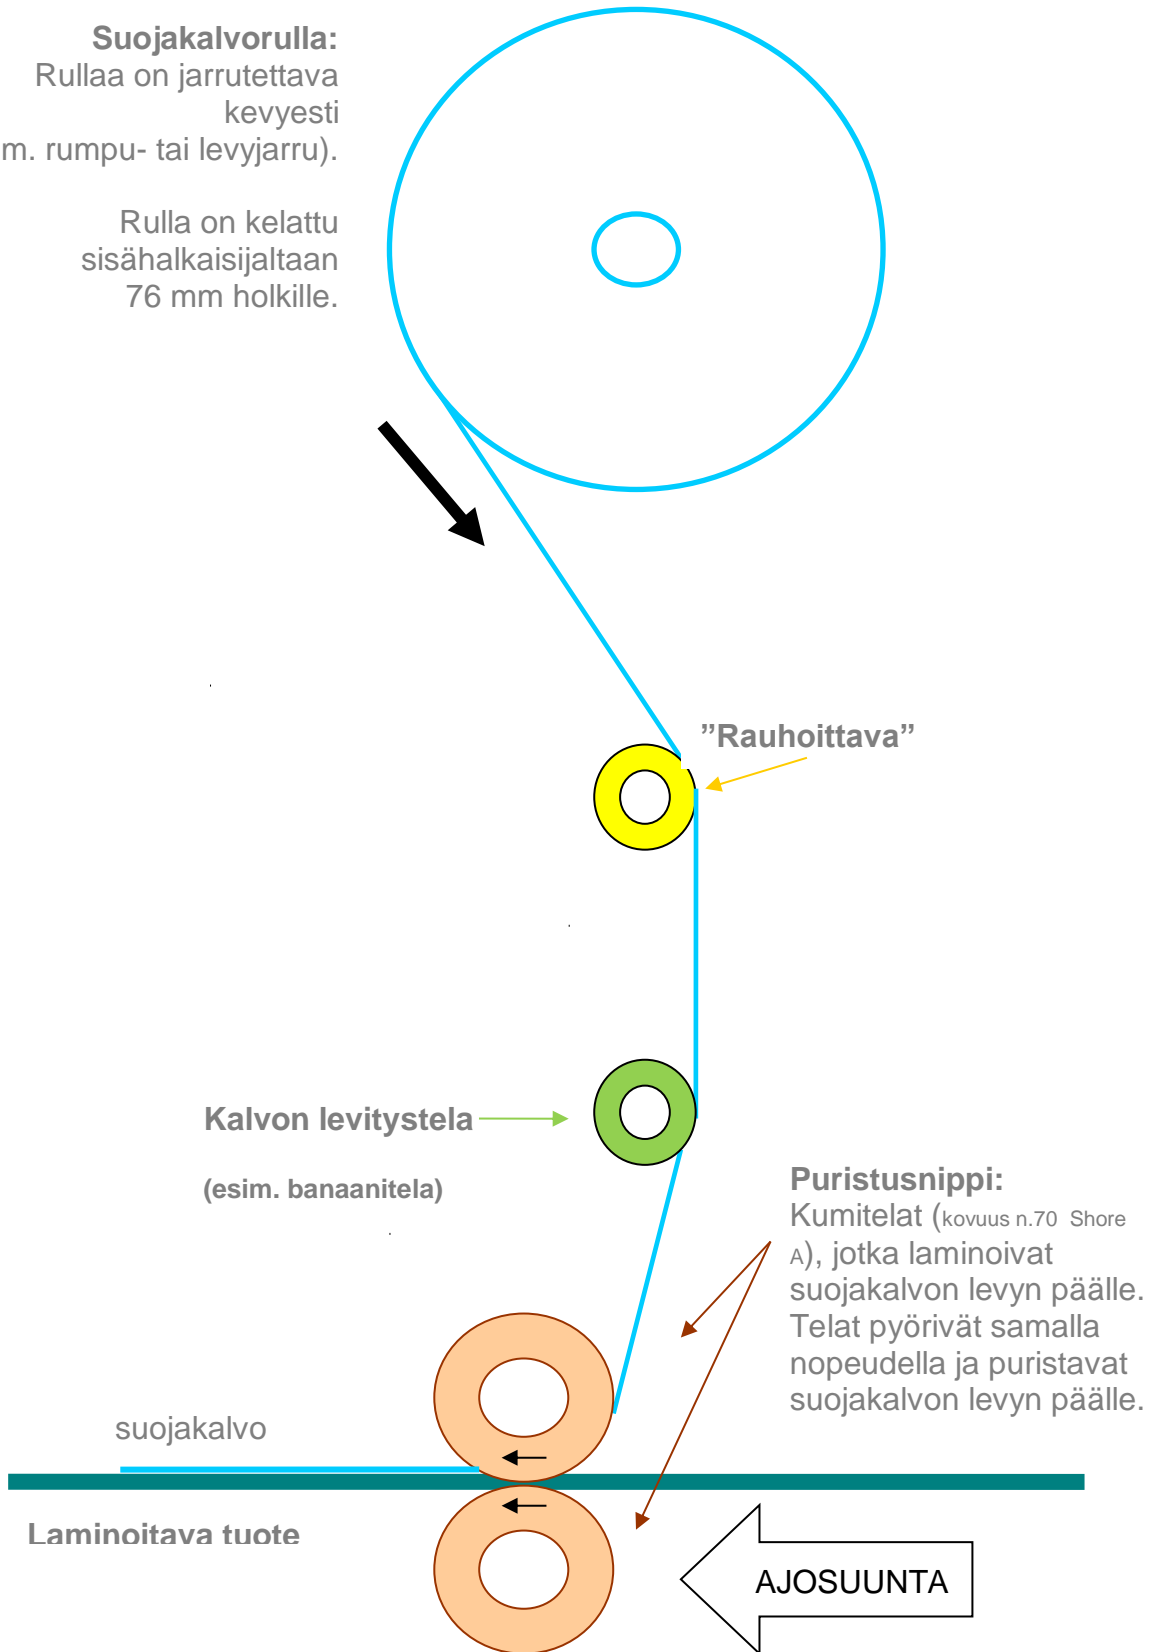 Suojakalvorulla:
Rullaa on jarrutettava
kevyesti
m. rumpu- tai levyjarru).
Rulla on kelattu
sisähalkaisijaltaan
76 mm holkille.
”Rauhoittava”
Kalvon levitystela
(esim. banaanitela)
Puristusnippi:
Kumitelat (kovuus n.70 Shore
A), jotka laminoivat
suojakalvon levyn päälle.
Telat pyörivät samalla
nopeudella ja puristavat
suojakalvon levyn päälle.
suojakalvo
Laminoitava tuote
AJOSUUNTA